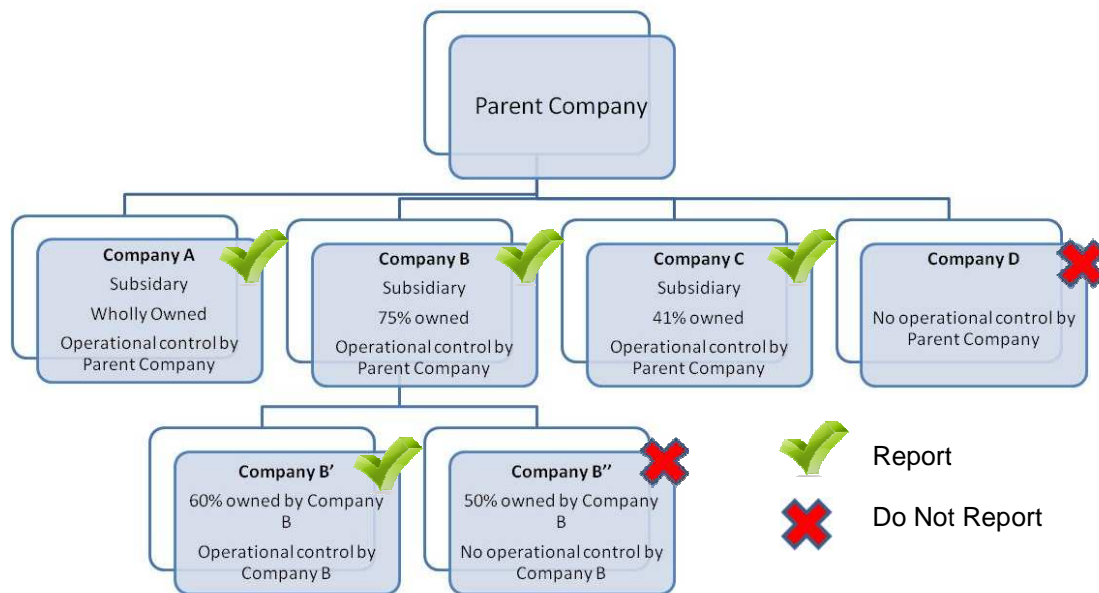 Parent Company
Company A
Subsidary
Wholly Owned
Operational control by
Parent Company
Company B
Subsidiary
75% owned
Operational control by
Parent Company
Company C
Subsidiary
41% owned
Operational control by
Parent Company
Company D
No operational control by
Parent Company
Company B’
60% owned by Company
B
Operational control by
Company B
Company B’’
50% owned by Company
B
No operational control by
Company B
Report
Do Not Report